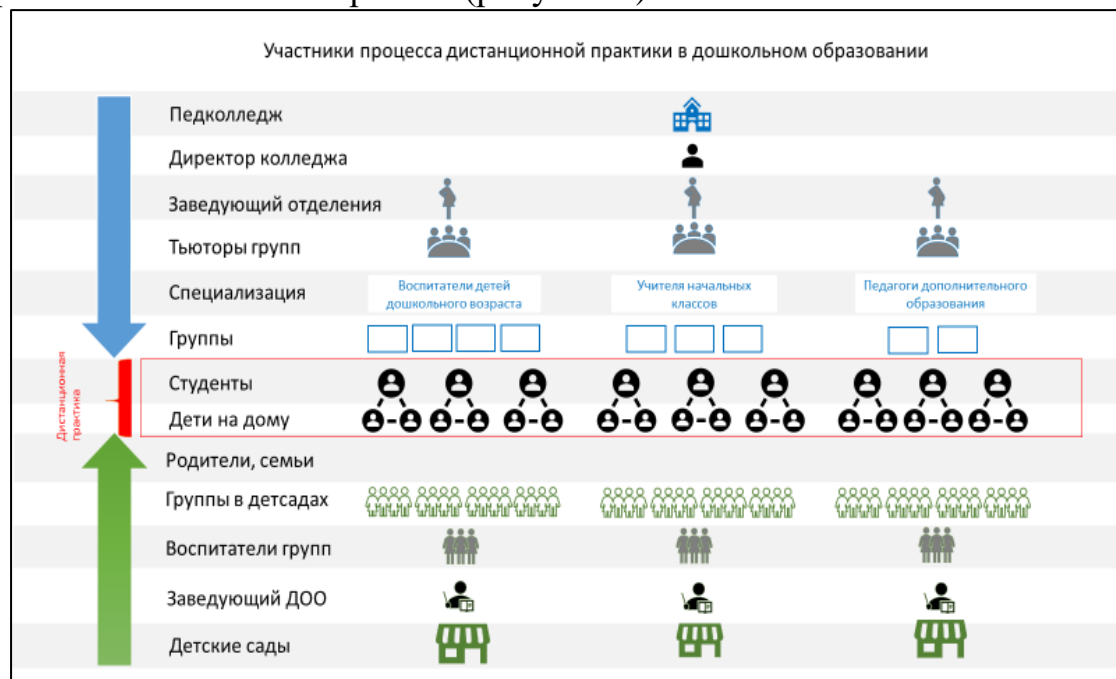 Участники процесса дистанционной практики в дошкольном образовании
Педколледж
Директор колледжа
Заведующий отделения
Тьюторы групп
Специализация
Воспитатели детей
дошкольного возраста
Учителя начальных
классов
Педагоги дополнительного
образования
Группы
Дистанционная
практика
Студенты
Дети на дому
Родители, семьи
Группы в детсадах
Воспитатели групп
Заведующий ДОО
Детские сады